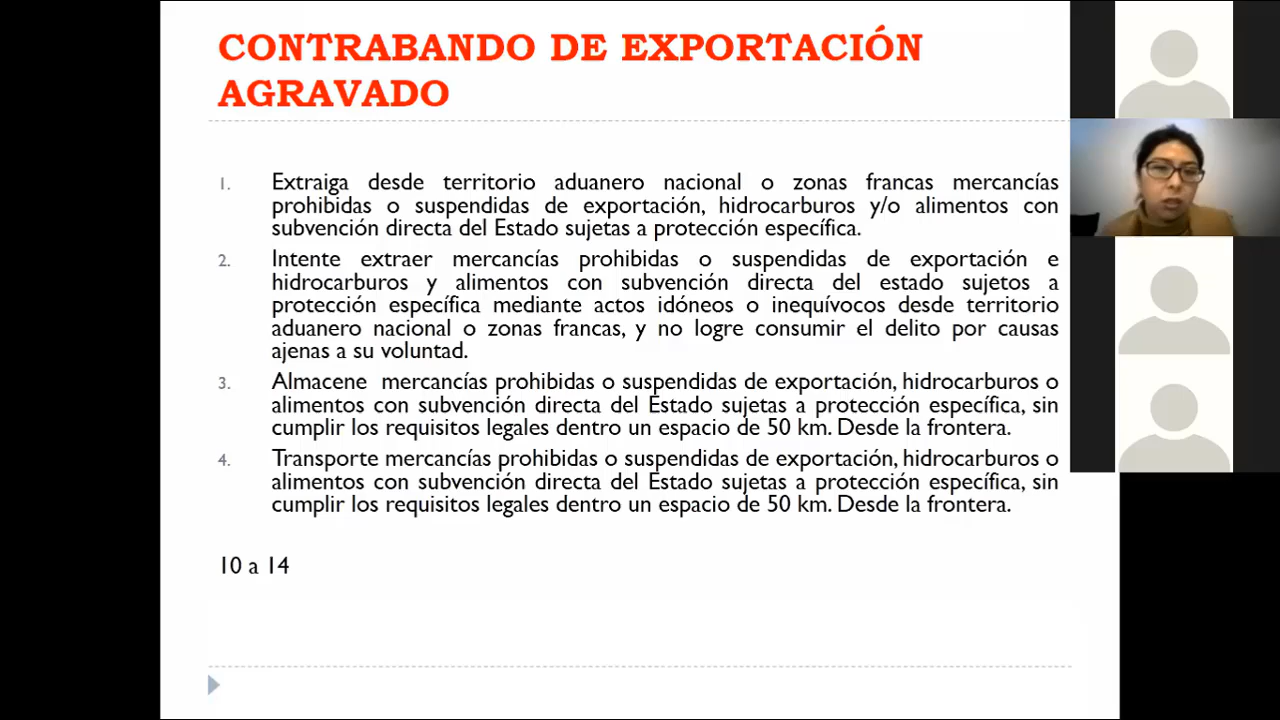 CONTRABANDO DE EXPORTACIÓN
AGRAVADO
1. Extraiga desde territorio aduanero nacional o zonas francas mercancías
prohibidas o suspendidas de exportación, hidrocarburos y/o alimentos con
subvención directa del Estado sujetas a protección específica.
2. Intente extraer mercancías prohibidas o suspendidas de exportación e
hidrocarburos y alimentos con subvención directa del estado sujetos a
protección específica mediante actos idóneos o inequívocos desde territorio
aduanero nacional o zonas francas, y no logre consumir el delito por causas
ajenas a su voluntad.
3. Almacene mercancías prohibidas o suspendidas de exportación, hidrocarburos o
alimentos con subvención directa del Estado sujetas a protección específica, sin
cumplir los requisitos legales dentro un espacio de 50 km. Desde la frontera.
4. Transporte mercancías prohibidas o suspendidas de exportación, hidrocarburos o
alimentos con subvención directa del Estado sujetas a protección específica, sin
cumplir los requisitos legales dentro un espacio de 50 km. Desde la frontera.
10 a 14